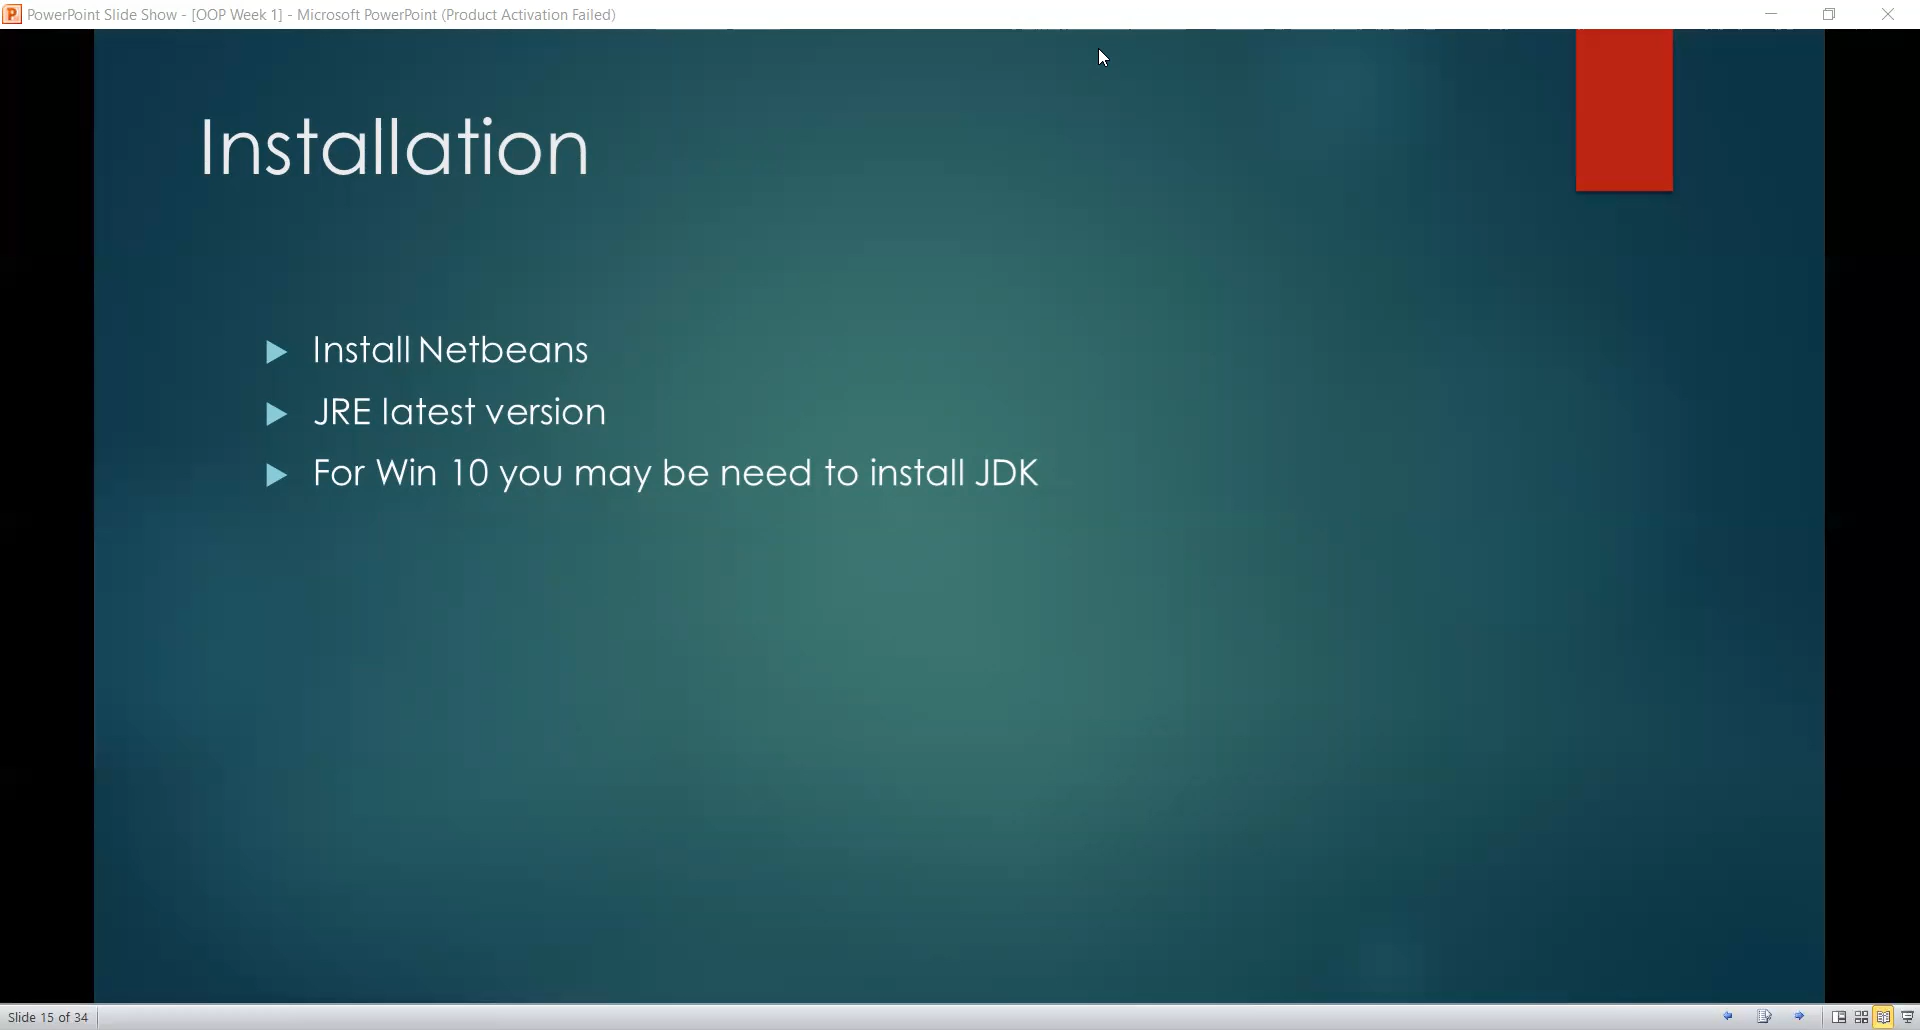 PowerPoint Slide Show - [OOP Week 1] - Microsoft PowerPoint (Product Activation Failed)
Installation
Install Netbeans
JRE latest version
For Win 10 you may be need to install JDK
Slide 15 of 34